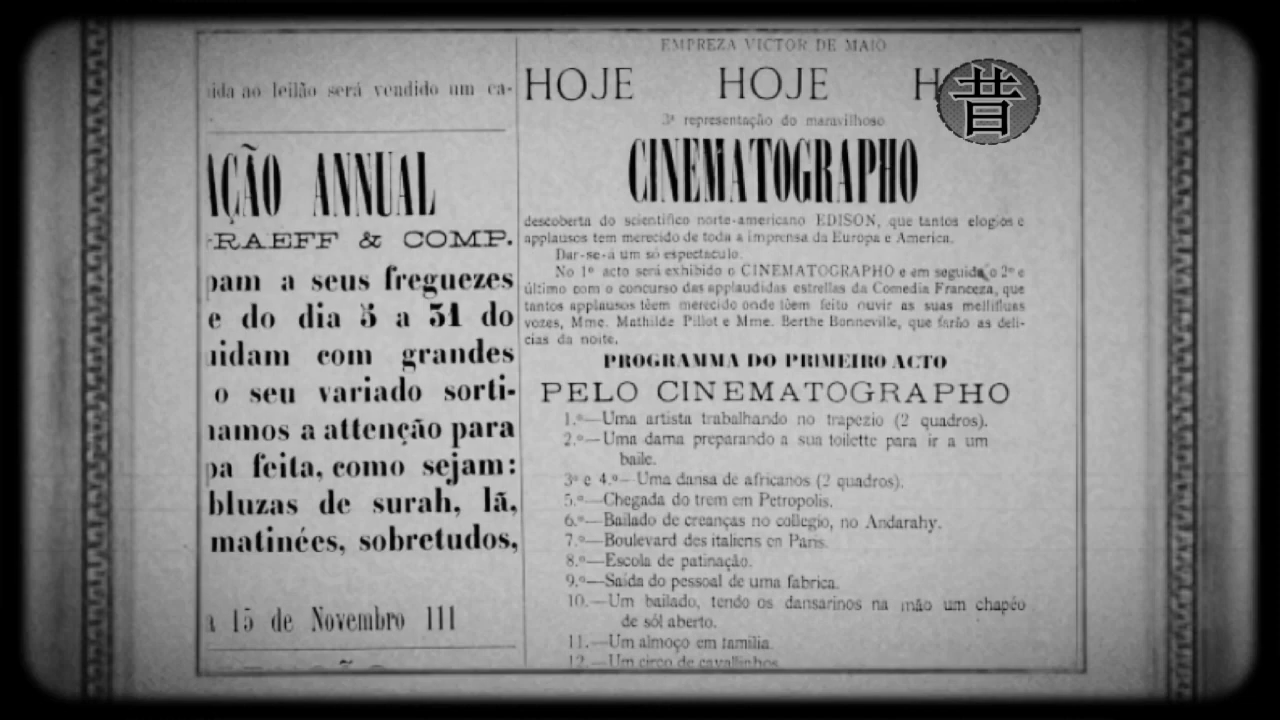 ida ao leilão será vendido um ca-
AÇÃO ANNUAL
RAEFF & COMP.
pam a seus freguezes
e do dia 5 a 31 do
idam com grandes
o seu variado sorti-
namos a attenção para
pa feita, como sejam:
bluzas de surah, lã,
matinées, sobretudos,
a 15 de Novembro 111
EMPREZA VICTOR DE MAIO
HOJE HOJE H
昔
3ª representação do maravilhoso
CINEMATOGRAPHO
descoberta do scientifico norte-americano EDISON, que tantos elogios e
applausos tem merecido de toda a imprensa da Europa e America.
Dar-se-á um só espectaculo.
No 1º acto será exhibido o CINEMATOGRAPHO e em seguida o 2º e
último com o concurso das applaudidas estrellas da Comedia Franceza, que
tantos applausos têem merecido onde têem feito ouvir as suas mellifluas
vozes, Mme. Mathilde Pillot e Mme. Berthe Bonneville, que farão as deli-
cias da noite.
PROGRAMMA DO PRIMEIRO ACTO
PELO CINEMATOGRAPHO
1.º—Uma artista trabalhando no trapezio (2 quadros).
2.º—Uma dama preparando a sua toilette para ir a um
baile.
3º e 4.º—Uma dansa de africanos (2 quadros).
5.º—Chegada do trem em Petropolis.
6.º—Bailado de creanças no collegio, no Andarahy.
7.º—Boulevard des italiens en Paris.
8.º—Escola de patinação.
9.º—Saida do pessoal de uma fabrica.
10.—Um bailado, tendo os dansarinos na mão um chapéo
de sól aberto.
11.—Um almoço em familia.
12.—Um circo de cavallinhos